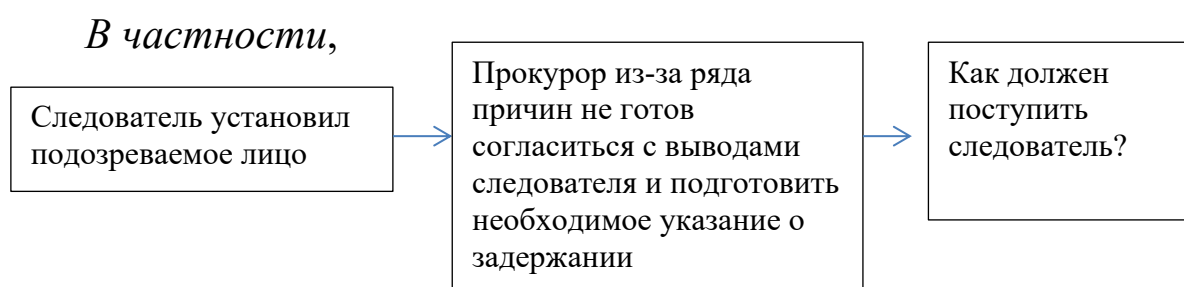 В частности,
Следователь установил
подозреваемое лицо
Прокурор из-за ряда
причин не готов
согласиться с выводами
следователя и подготовить
необходимое указание о
задержании
Как должен
поступить
следователь?